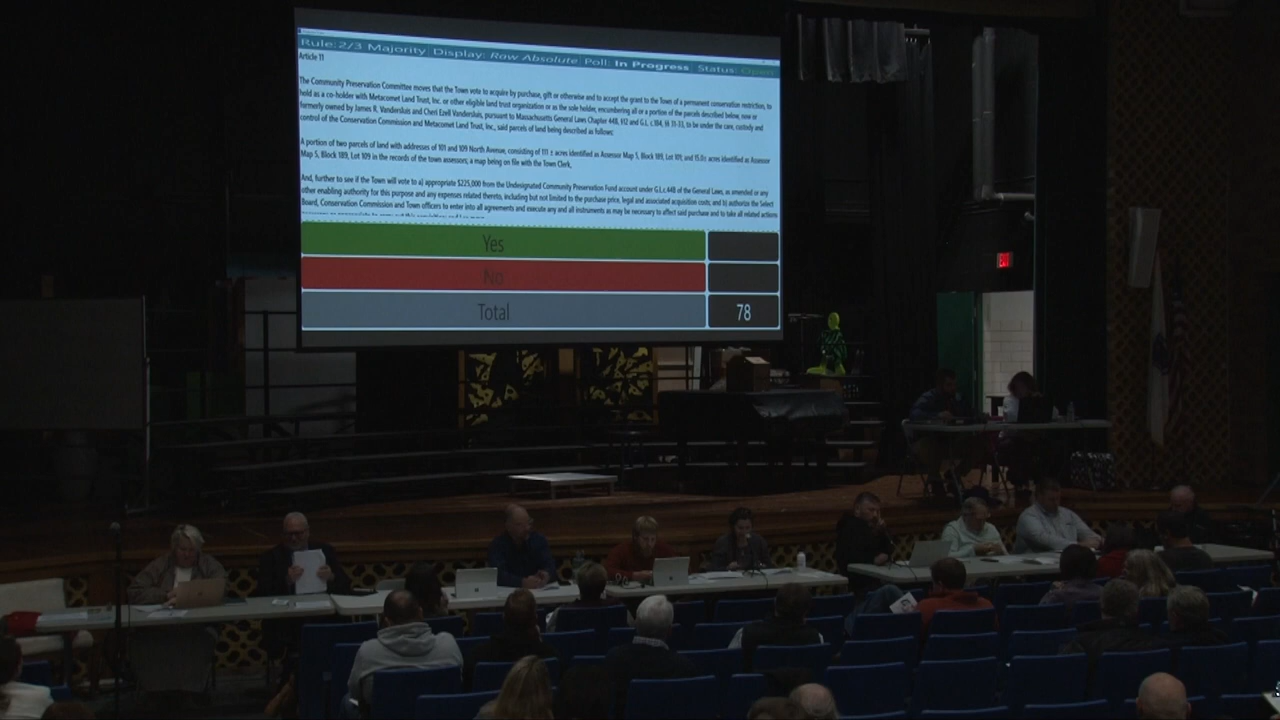 Rule: 2/3 Majority Display: Row Absolute Poll: In Progress Status: Open
Article 11
The Community Preservation Committee moves that the Town vote to acquire by purchase, gift or otherwise and to accept the grant to the Town of a permanent conservation restriction, to
held as a co-holder with Metacomet Land Trust, Inc. or other eligible land trust organization or as the sole holder, encumbering all or a portion of the parcels described below, now or
formerly owned by James R. Vandersluis and Cheri Ezell Vandersluis, pursuant to Massachusetts General Laws Chapter 44B, §12 and G.L. c.184, §§ 31-33, to be under the care, custody and
control of the Conservation Commission and Metacomet Land Trust, Inc., said parcels of land being described as follows:
A portion of two parcels of land with addresses of 101 and 109 North Avenue, consisting of 111 ± acres identified as Assessor Map 5, Block 189, Lot 101, and 15.0± acres identified as Assessor
Map 5, Block 189, Lot 109 in the records of the town assessors, a map being on file with the Town Clerk,
And, further to see if the Town will vote to a) appropriate $225,000 from the Undesignated Community Preservation Fund account under G.L.c.44B of the General Laws, as amended or any
other enabling authority for this purpose and any expenses related thereto, including but not limited to the purchase price, legal and associated acquisition costs, and b) authorize the Select
Board, Conservation Commission and Town officers to enter into all agreements and execute any and all instruments as may be necessary to affect said purchase and to take all related actions
Yes
No
Total 78